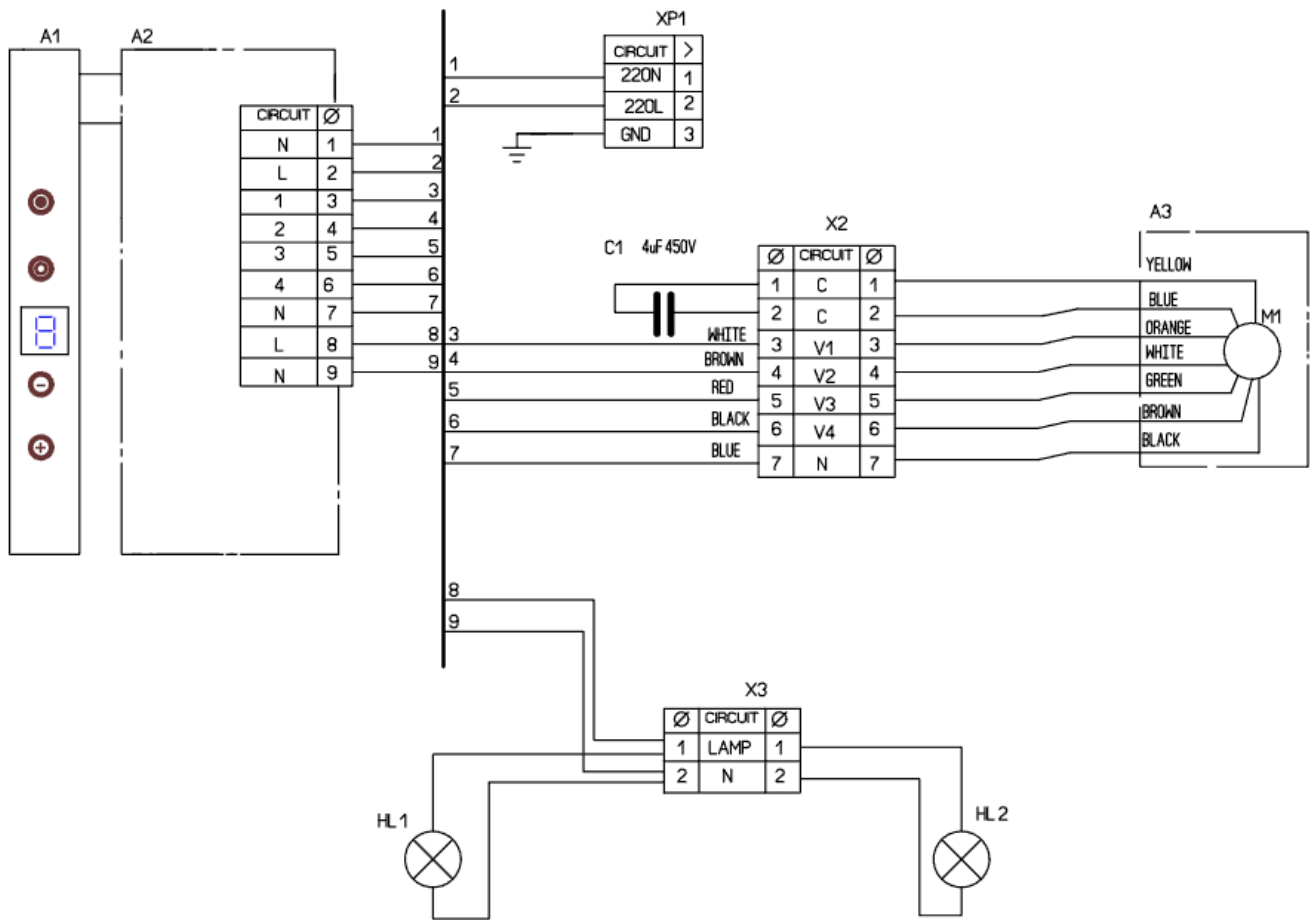 A1
A2
CIRCUIT Ø
N 1
L 2
1 3
2 4
3 5
4 6
N 7
L 8
N 9
1
2
3
4
5
6
7
8
9
1
2
3
4
5
6
7
8
9
XP1
CIRCUIT >
220N 1
220L 2
GND 3
C1 4uF 450V
WHITE
BROWN
RED
BLACK
BLUE
X2
Ø CIRCUIT Ø
1 C 1
2 C 2
3 V1 3
4 V2 4
5 V3 5
6 V4 6
7 N 7
A3
YELLOW
BLUE
ORANGE
WHITE
GREEN
BROWN
BLACK
M1
X3
Ø CIRCUIT Ø
1 LAMP 1
2 N 2
HL1
HL2